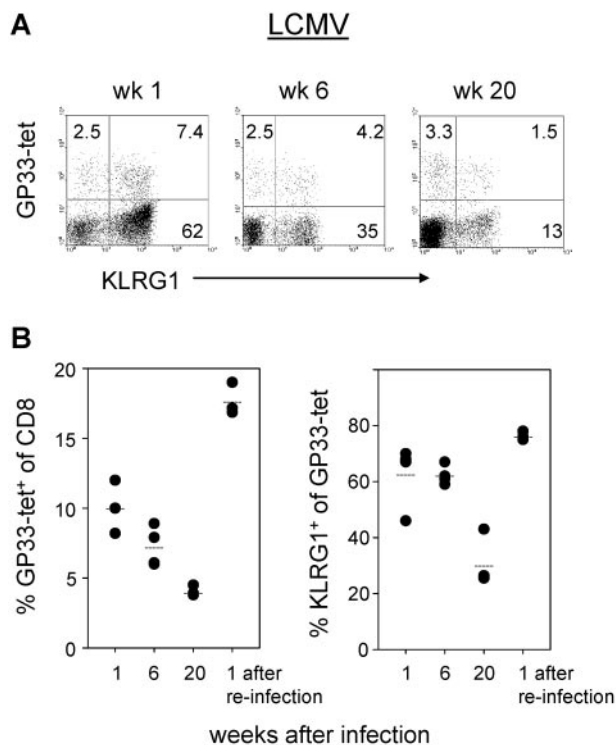 A
LCMV
wk 1
wk 6
wk 20
GP33-tet
2.5 7.4
62
2.5 4.2
35
3.3 1.5
13
KLRG1
B
% GP33-tet+ of CD8
20
15
10
5
0
1 6 20 1 after
re-infection
% KLRG1+ of GP33-tet
80
60
40
20
0
1 6 20 1 after
re-infection
weeks after infection